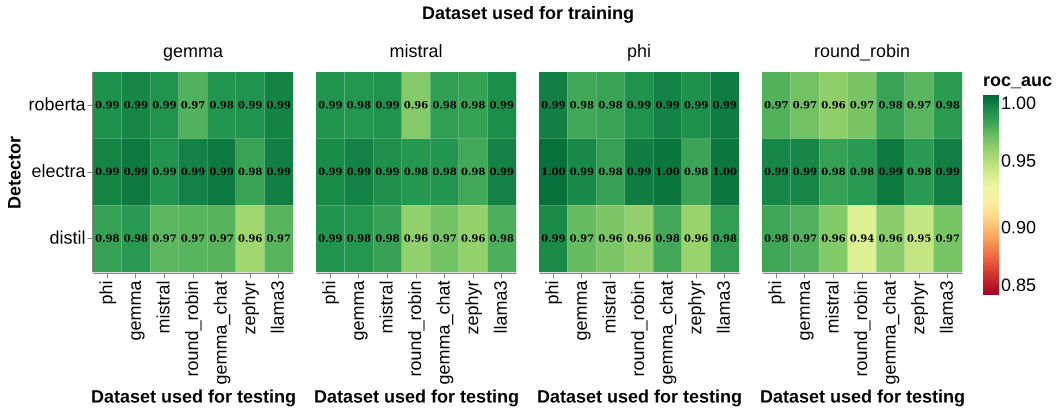 Dataset used for training
gemma mistral phi round_robin
roc_auc
Detector
roberta 0.99 0.99 0.99 0.97 0.98 0.99 0.99 0.99 0.98 0.99 0.96 0.98 0.98 0.99 0.99 0.98 0.98 0.99 0.99 0.99 0.99 0.97 0.97 0.96 0.97 0.98 0.97 0.98
electra 0.99 0.99 0.99 0.99 0.99 0.98 0.99 0.99 0.99 0.99 0.98 0.98 0.98 0.99 1.00 0.99 0.98 0.99 1.00 0.98 1.00 0.99 0.99 0.98 0.98 0.99 0.98 0.99
distil 0.98 0.98 0.97 0.97 0.97 0.96 0.97 0.99 0.98 0.98 0.96 0.97 0.96 0.98 0.99 0.97 0.96 0.96 0.98 0.96 0.98 0.98 0.97 0.96 0.94 0.96 0.95 0.97
1.00
0.95
0.90
0.85
phi gemma mistral round_robin gemma_chat zephyr llama3 phi gemma mistral round_robin gemma_chat zephyr llama3 phi gemma mistral round_robin gemma_chat zephyr llama3 phi gemma mistral round_robin gemma_chat zephyr llama3
Dataset used for testing Dataset used for testing Dataset used for testing Dataset used for testing